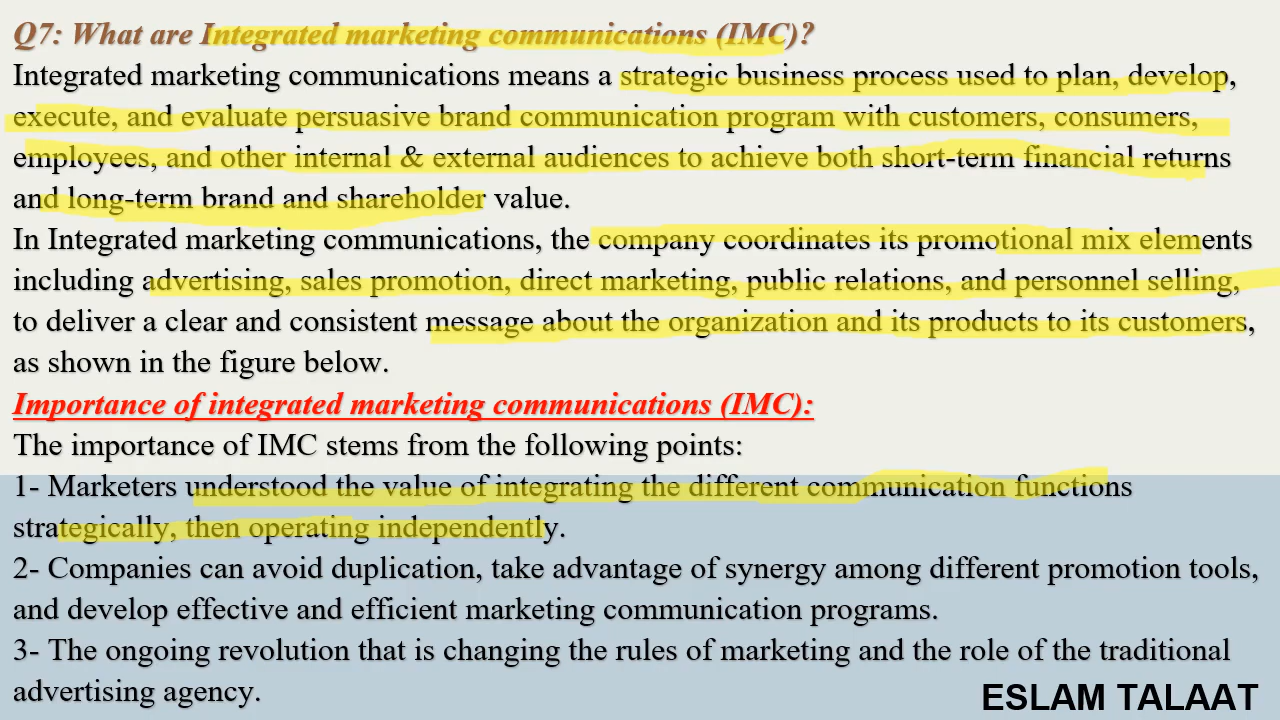 Q7: What are Integrated marketing communications (IMC)?
Integrated marketing communications means a strategic business process used to plan, develop,
execute, and evaluate persuasive brand communication program with customers, consumers,
employees, and other internal & external audiences to achieve both short-term financial returns
and long-term brand and shareholder value.
In Integrated marketing communications, the company coordinates its promotional mix elements
including advertising, sales promotion, direct marketing, public relations, and personnel selling,
to deliver a clear and consistent message about the organization and its products to its customers,
as shown in the figure below.
Importance of integrated marketing communications (IMC):
The importance of IMC stems from the following points:
1- Marketers understood the value of integrating the different communication functions
strategically, then operating independently.
2- Companies can avoid duplication, take advantage of synergy among different promotion tools,
and develop effective and efficient marketing communication programs.
3- The ongoing revolution that is changing the rules of marketing and the role of the traditional
advertising agency.
ESLAM TALAAT